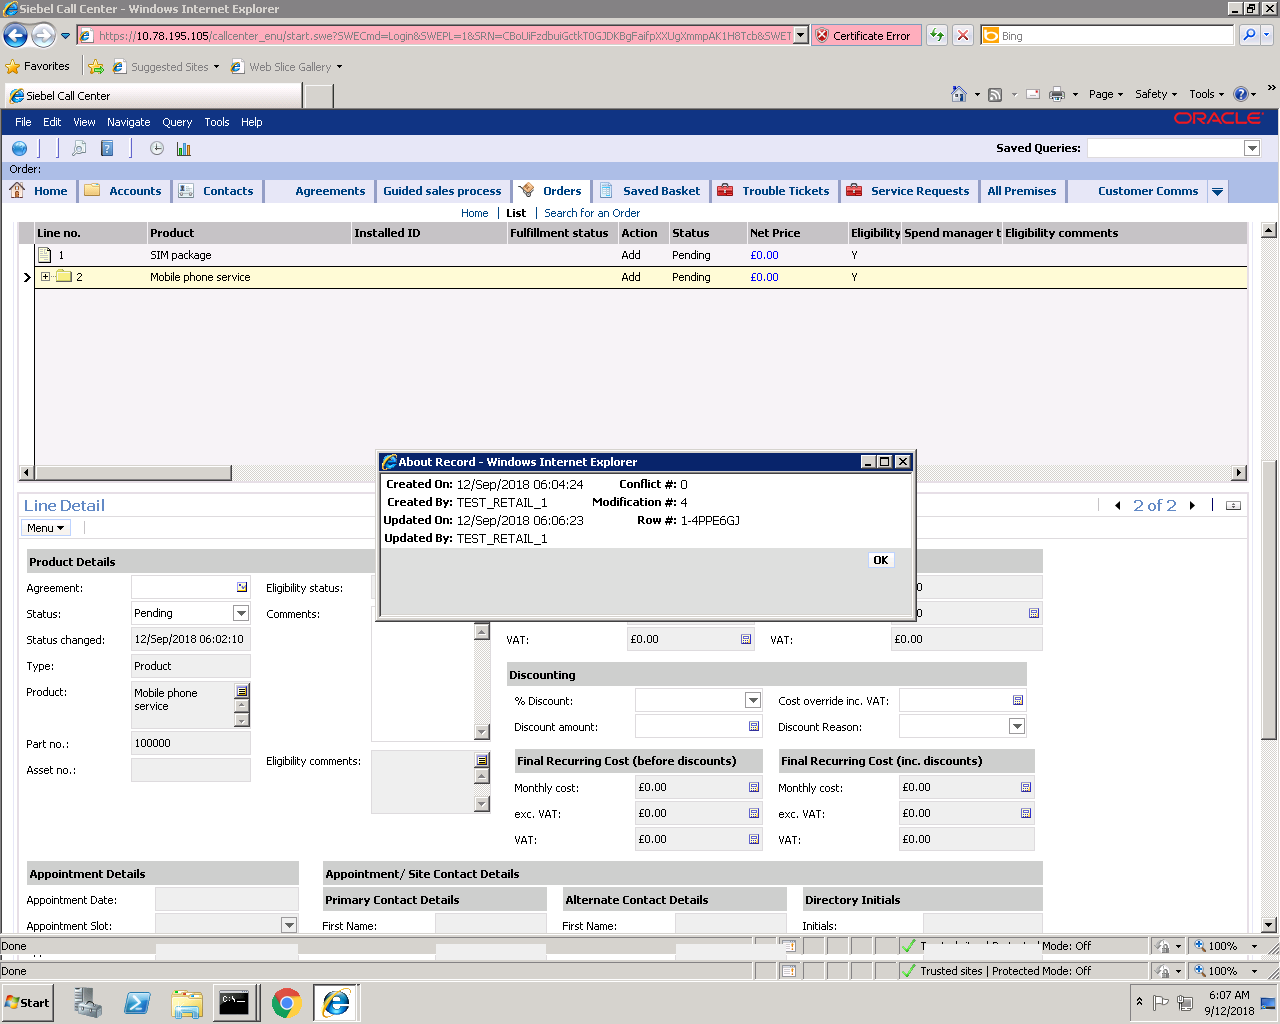 Siebel Call Center - Windows Internet Explorer
https://10.78.195.105/callcenter_enu/start.swe?SWECmd=Login&SWEPL=1&SRN=CBoUiFzdbuiGctkT0GJDKBgFaifpXXUgXmmpAK1H8Tcb&SWET
Certificate Error
Bing
Favorites
Suggested Sites
Web Slice Gallery
Siebel Call Center
Page
Safety
Tools
File Edit View Navigate Query Tools Help
ORACLE
Saved Queries:
Order:
Home
Accounts
Contacts
Agreements
Guided sales process
Orders
Saved Basket
Trouble Tickets
Service Requests
All Premises
Customer Comms
Home | List | Search for an Order
Line no. Product Installed ID Fulfillment status Action Status Net Price Eligibility Spend manager t Eligibility comments
1 SIM package Add Pending £0.00 Y
2 Mobile phone service Add Pending £0.00 Y
About Record - Windows Internet Explorer
Created On: 12/Sep/2018 06:04:24 Conflict #: 0
Created By: TEST_RETAIL_1 Modification #: 4
Updated On: 12/Sep/2018 06:06:23 Row #: 1-4PPE6GJ
Updated By: TEST_RETAIL_1
OK
Line Detail
2 of 2
Menu
Product Details
Agreement:
Eligibility status:
0
Status: Pending
Comments:
0
Status changed: 12/Sep/2018 06:02:10
VAT: £0.00
VAT: £0.00
Type: Product
Discounting
Product: Mobile phone service
% Discount:
Cost override inc. VAT:
Discount amount:
Discount Reason:
Part no.: 100000
Asset no.:
Eligibility comments:
Final Recurring Cost (before discounts)
Final Recurring Cost (inc. discounts)
Monthly cost: £0.00
Monthly cost: £0.00
exc. VAT: £0.00
exc. VAT: £0.00
VAT: £0.00
VAT: £0.00
Appointment Details
Appointment/ Site Contact Details
Appointment Date:
Primary Contact Details
Alternate Contact Details
Directory Initials
Appointment Slot:
First Name:
First Name:
Initials:
Done
Mode: Off
100%
Done
Trusted sites | Protected Mode: Off
100%
Start
6:07 AM
9/12/2018